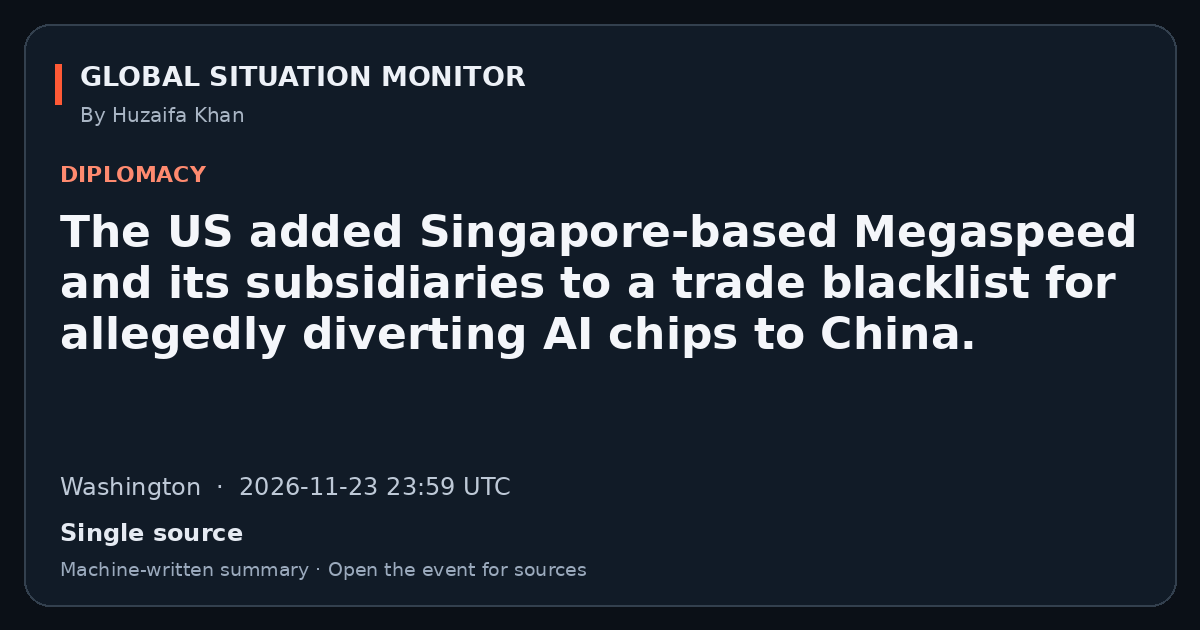 GLOBAL SITUATION MONITOR
By Huzaifa Khan
DIPLOMACY
The US added Singapore-based Megaspeed
and its subsidiaries to a trade blacklist for
allegedly diverting AI chips to China.
Washington · 2026-11-23 23:59 UTC
Single source
Machine-written summary · Open the event for sources